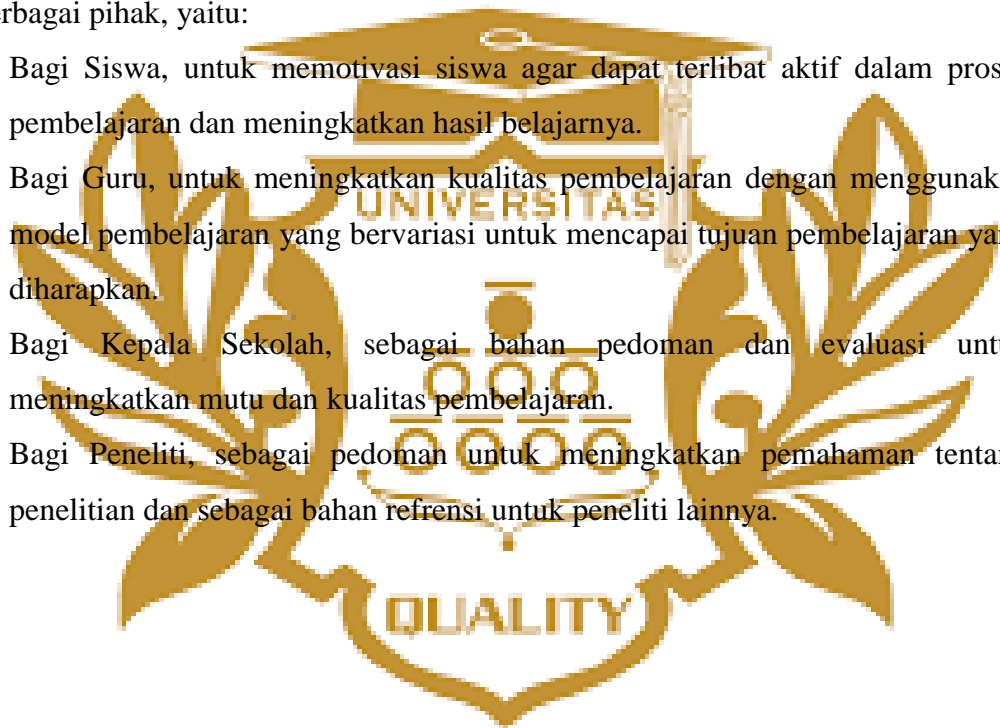 erbagai pihak, yaitu:
Bagi Siswa, untuk memotivasi siswa agar dapat terlibat aktif dalam pros
pembelajaran dan meningkatkan hasil belajarnya.
Bagi Guru, untuk meningkatkan kualitas pembelajaran dengan menggunak
UNIVERSITAS
model pembelajaran yang bervariasi untuk mencapai tujuan pembelajaran yan
diharapkan.
Bagi Kepala Sekolah, sebagai bahan pedoman dan evaluasi untu
meningkatkan mutu dan kualitas pembelajaran.
Bagi Peneliti, sebagai pedoman untuk meningkatkan pemahaman tentan
penelitian dan sebagai bahan refrensi untuk peneliti lainnya.
QUALITY